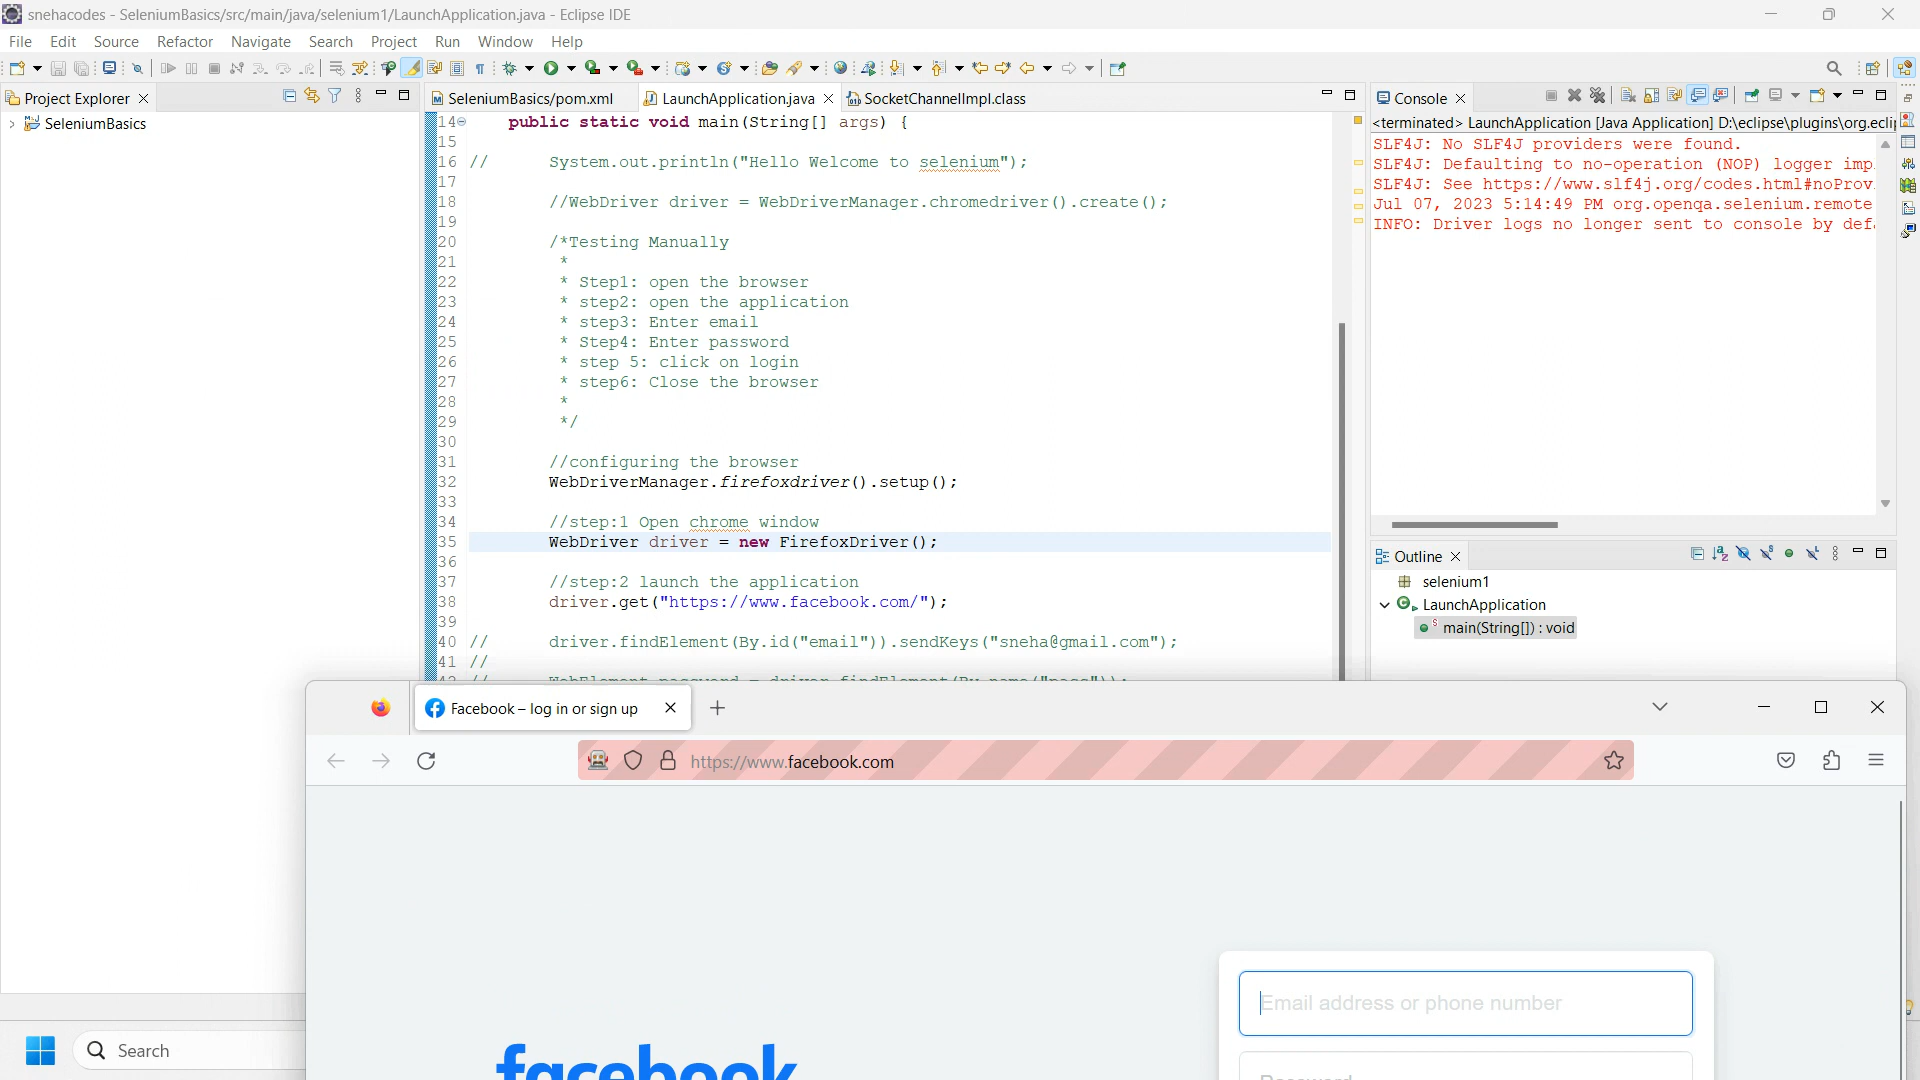 snehacodes - SeleniumBasics/src/main/java/selenium1/LaunchApplication.java - Eclipse IDE
File Edit Source Refactor Navigate Search Project Run Window Help
Project Explorer
SeleniumBasics
SeleniumBasics/pom.xml LaunchApplication.java SocketChannelImpl.class
14 public static void main(String[] args) {
15
16 // System.out.println("Hello Welcome to selenium");
17
18 //WebDriver driver = WebDriverManager.chromedriver().create();
19
20 /*Testing Manually
21 *
22 * Step1: open the browser
23 * step2: open the application
24 * step3: Enter email
25 * Step4: Enter password
26 * step 5: click on login
27 * step6: Close the browser
28 *
29 */
30
31 //configuring the browser
32 WebDriverManager.firefoxdriver().setup();
33
34 //step:1 Open chrome window
35 WebDriver driver = new FirefoxDriver();
36
37 //step:2 launch the application
38 driver.get("https://www.facebook.com/");
39
40 // driver.findElement(By.id("email")).sendKeys("sneha@gmail.com");
41 //
Console
<terminated> LaunchApplication [Java Application] D:\eclipse\plugins\org.ecli
SLF4J: No SLF4J providers were found.
SLF4J: Defaulting to no-operation (NOP) logger imp
SLF4J: See https://www.slf4j.org/codes.html#noProv
Jul 07, 2023 5:14:49 PM org.openqa.selenium.remote
INFO: Driver logs no longer sent to console by def
Outline
selenium1
LaunchApplication
main(String[]) : void
Facebook – log in or sign up
https://www.facebook.com
Email address or phone number
facebook
Search